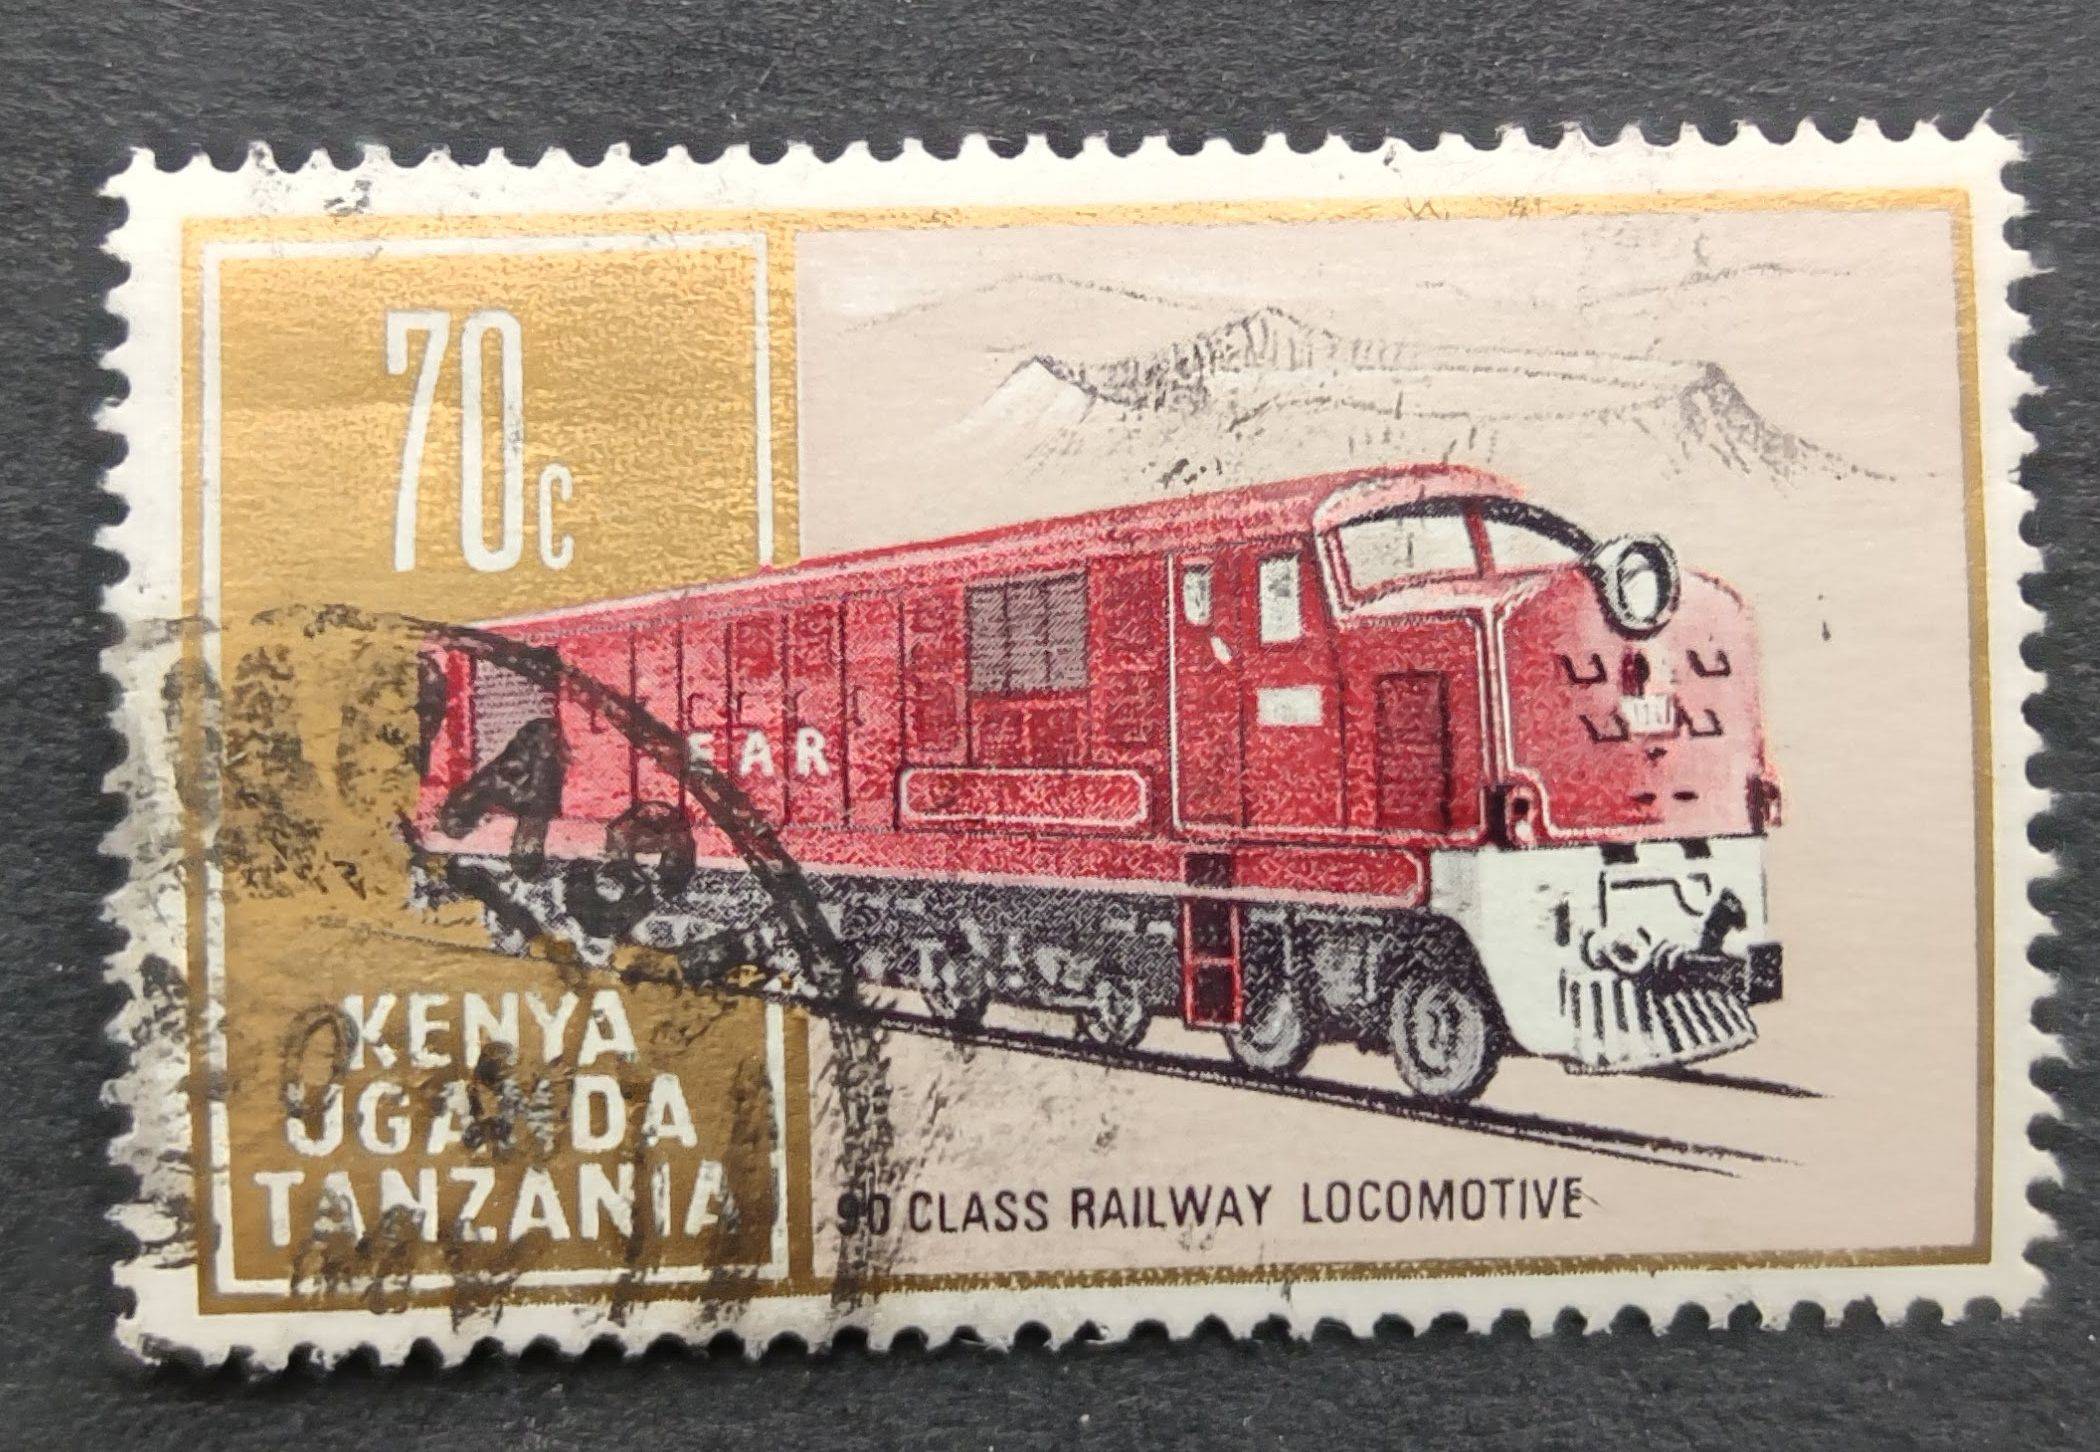 70c
EAR
KENYA
UGANDA
TANZANIA
90 CLASS RAILWAY LOCOMOTIVE